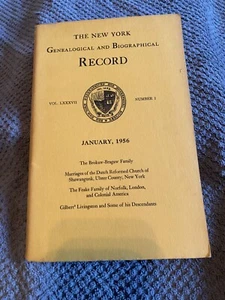 THE NEW YORK
GENEALOGICAL AND BIOGRAPHICAL
RECORD
VOL. LXXXVII
NUMBER 1
JANUARY, 1956
The Brokaw-Bragaw Family
Marriages of the Dutch Reformed Church of
Shawangunk, Ulster County, New York
The Feake Family of Norfolk, London,
and Colonial America
Gilbert⁵ Livingston and Some of his Descendants